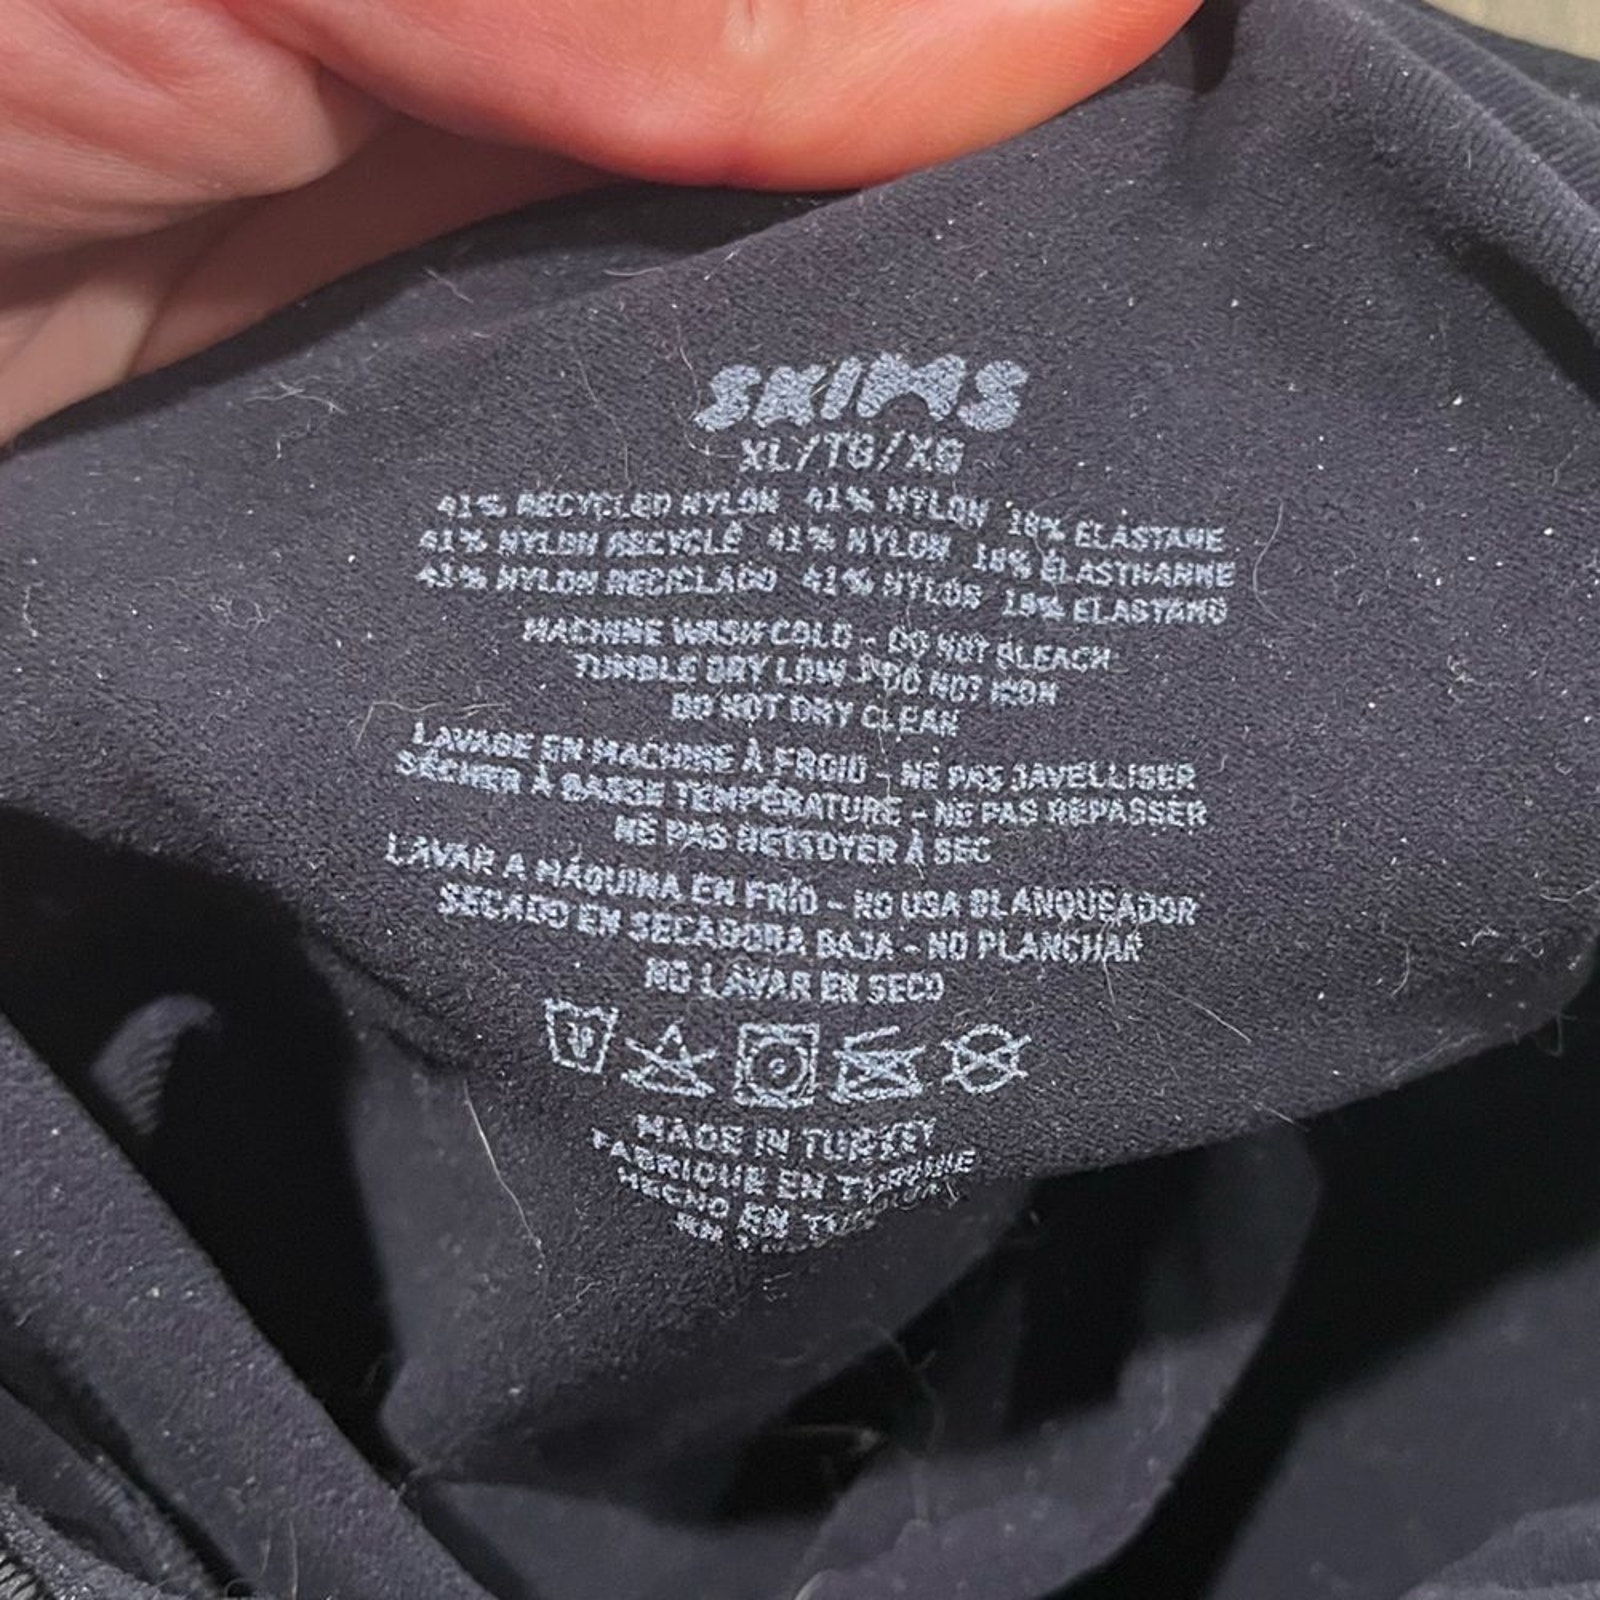 SKIMS
XL/TG/XG
41% RECYCLED NYLON 41% NYLON 18% ELASTANE
41% NYLON RECYCLÉ 41% NYLON 18% ÉLASTHANNE
41% NYLON RECICLADO 41% NYLON 18% ELASTANO
MACHINE WASH COLD - DO NOT BLEACH
TUMBLE DRY LOW - DO NOT IRON
DO NOT DRY CLEAN
LAVAGE EN MACHINE À FROID - NE PAS JAVELLISER
SÉCHER À BASSE TEMPÉRATURE - NE PAS REPASSER
NE PAS NETTOYER À SEC
LAVAR A MÁQUINA EN FRÍO - NO USA BLANQUEADOR
SECADO EN SECADORA BAJA - NO PLANCHAR
NO LAVAR EN SECO
MADE IN TURKEY
FABRIQUE EN TURQUIE
HECHO EN
RN